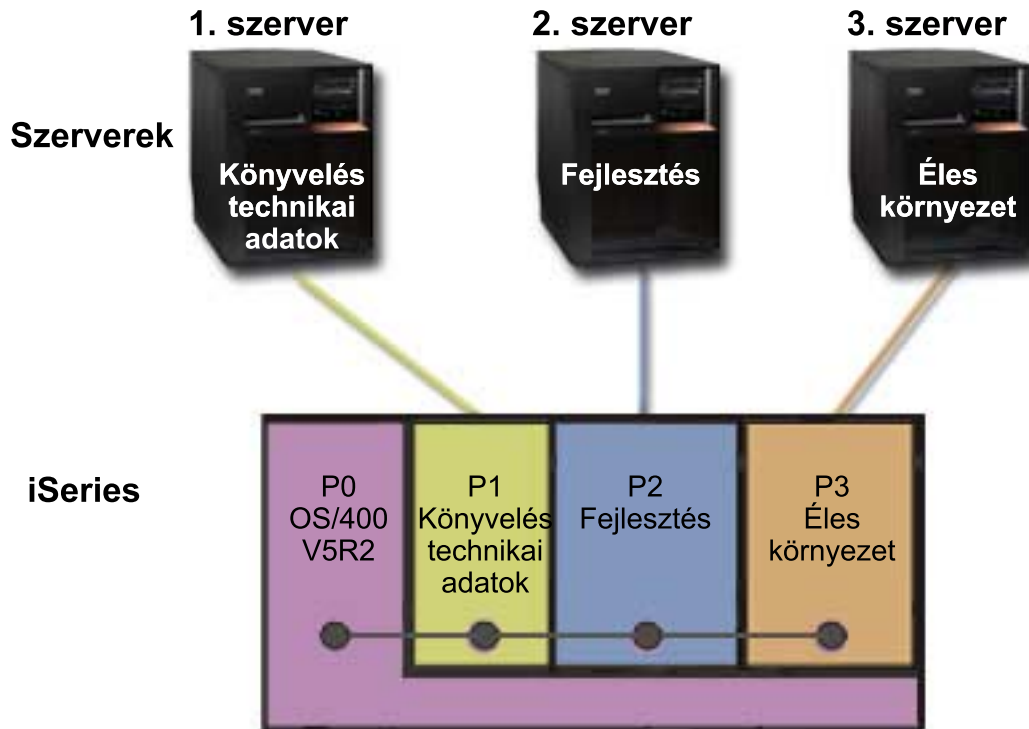 1. szerver
2. szerver
3. szerver
Szerverek
Könyvelés
technikai
adatok
Fejlesztés
Éles
környezet
iSeries
P0
OS/400
V5R2
P1
Könyvelés
technikai
adatok
P2
Fejlesztés
P3
Éles
környezet